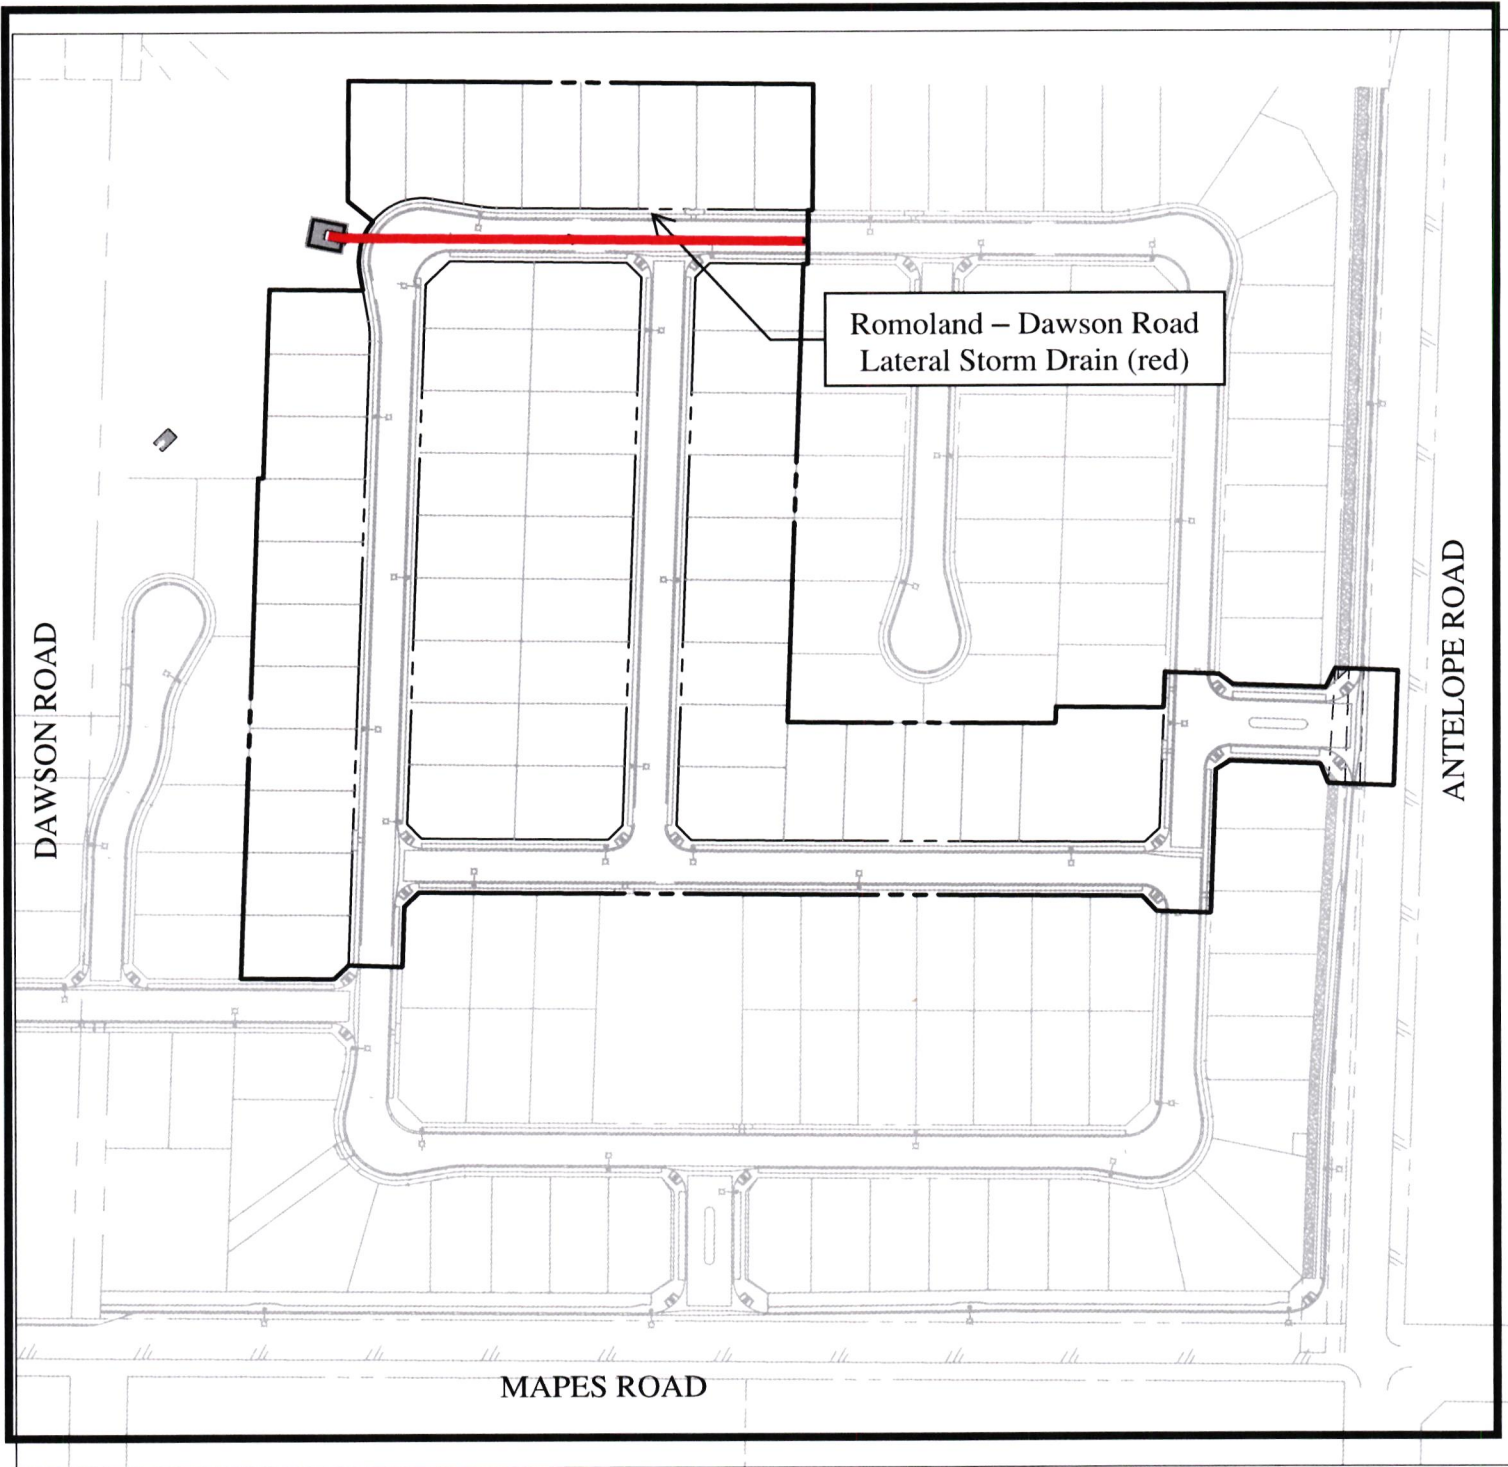 Romoland – Dawson Road
Lateral Storm Drain (red)
DAWSON ROAD
ANTELOPE ROAD
MAPES ROAD